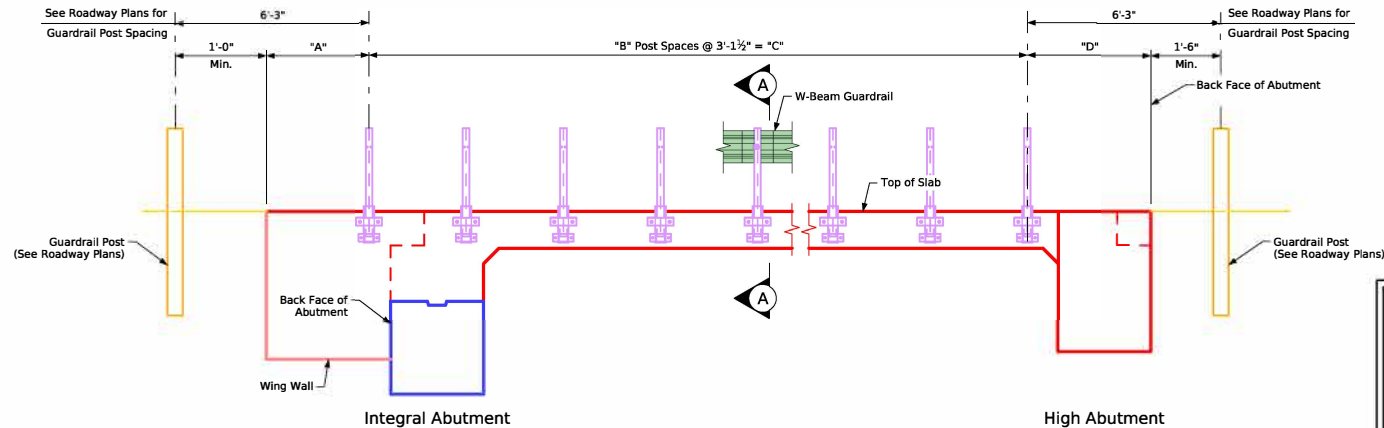 See Roadway Plans for
Guardrail Post Spacing
6'-3"
6'-3"
See Roadway Plans for
Guardrail Post Spacing
1'-0"
Min.
"A"
"B" Post Spaces @ 3'-1½" = "C"
"D"
1'-6"
Min.
A
W-Beam Guardrail
Back Face of Abutment
Top of Slab
Guardrail Post
(See Roadway Plans)
Guardrail Post
(See Roadway Plans)
Back Face of
Abutment
A
Wing Wall
Integral Abutment
High Abutment